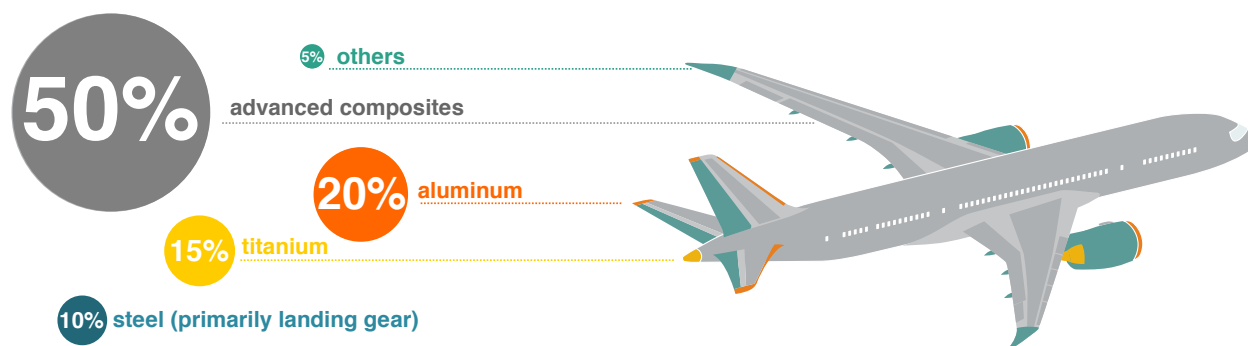 50%
5% others
advanced composites
20% aluminum
15% titanium
10% steel (primarily landing gear)